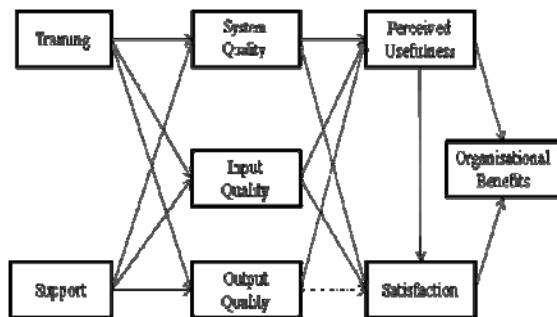 Training
System
Quality
Perceived
Usefulness
Input
Quality
Organisational
Benefits
Support
Output
Quality
Satisfaction